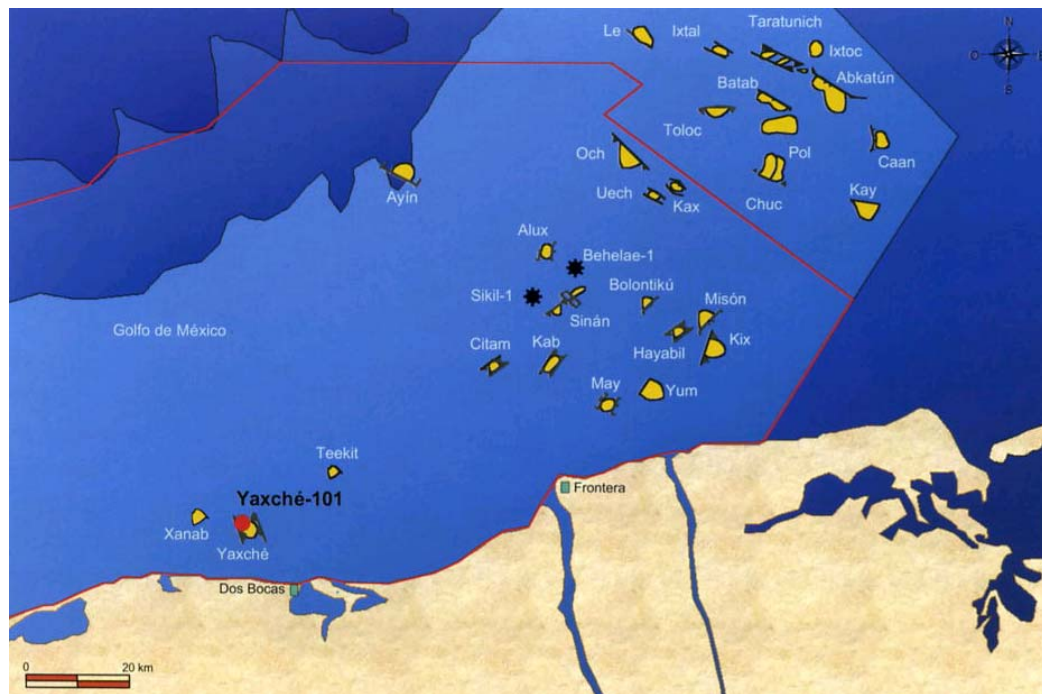 Taratunich
Le
Ixtal
Ixtoc
Abkatún
Batab
Toloc
Pol
Caan
Och
Uech
Kax
Chuc
Kay
Ayín
Alux
Behelae-1
Sikil-1
Sinán
Bolontikú
Misón
Golfo de México
Citam
Kab
Hayabil
Kix
May
Yum
Teekit
Yaxché-101
Xanab
Yaxché
Frontera
Dos Bocas
0 20 km
N
O E
S